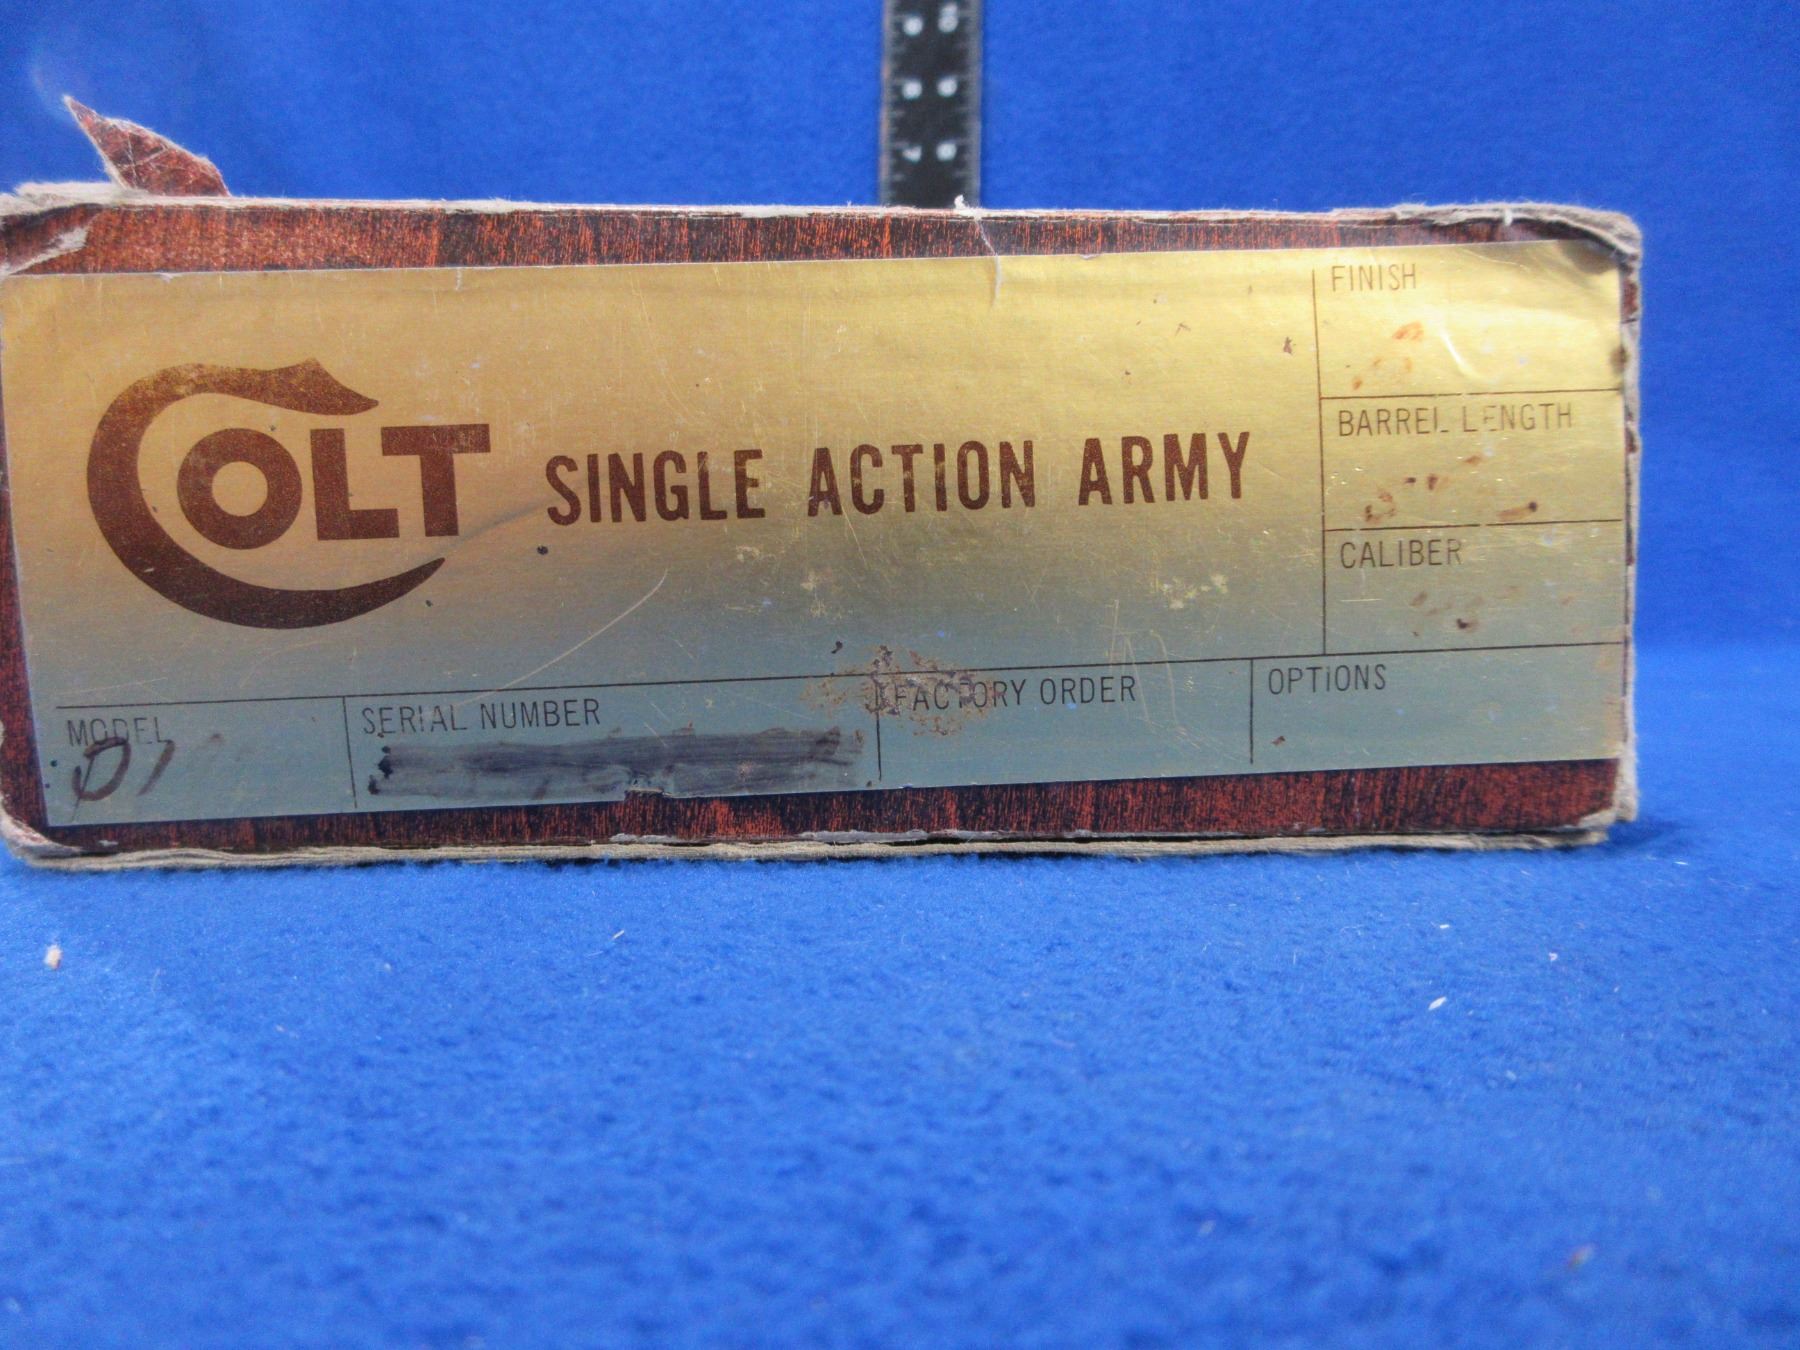 FINISH
COLT SINGLE ACTION ARMY
BARREL LENGTH
CALIBER
MODEL
SERIAL NUMBER
FACTORY ORDER
OPTIONS